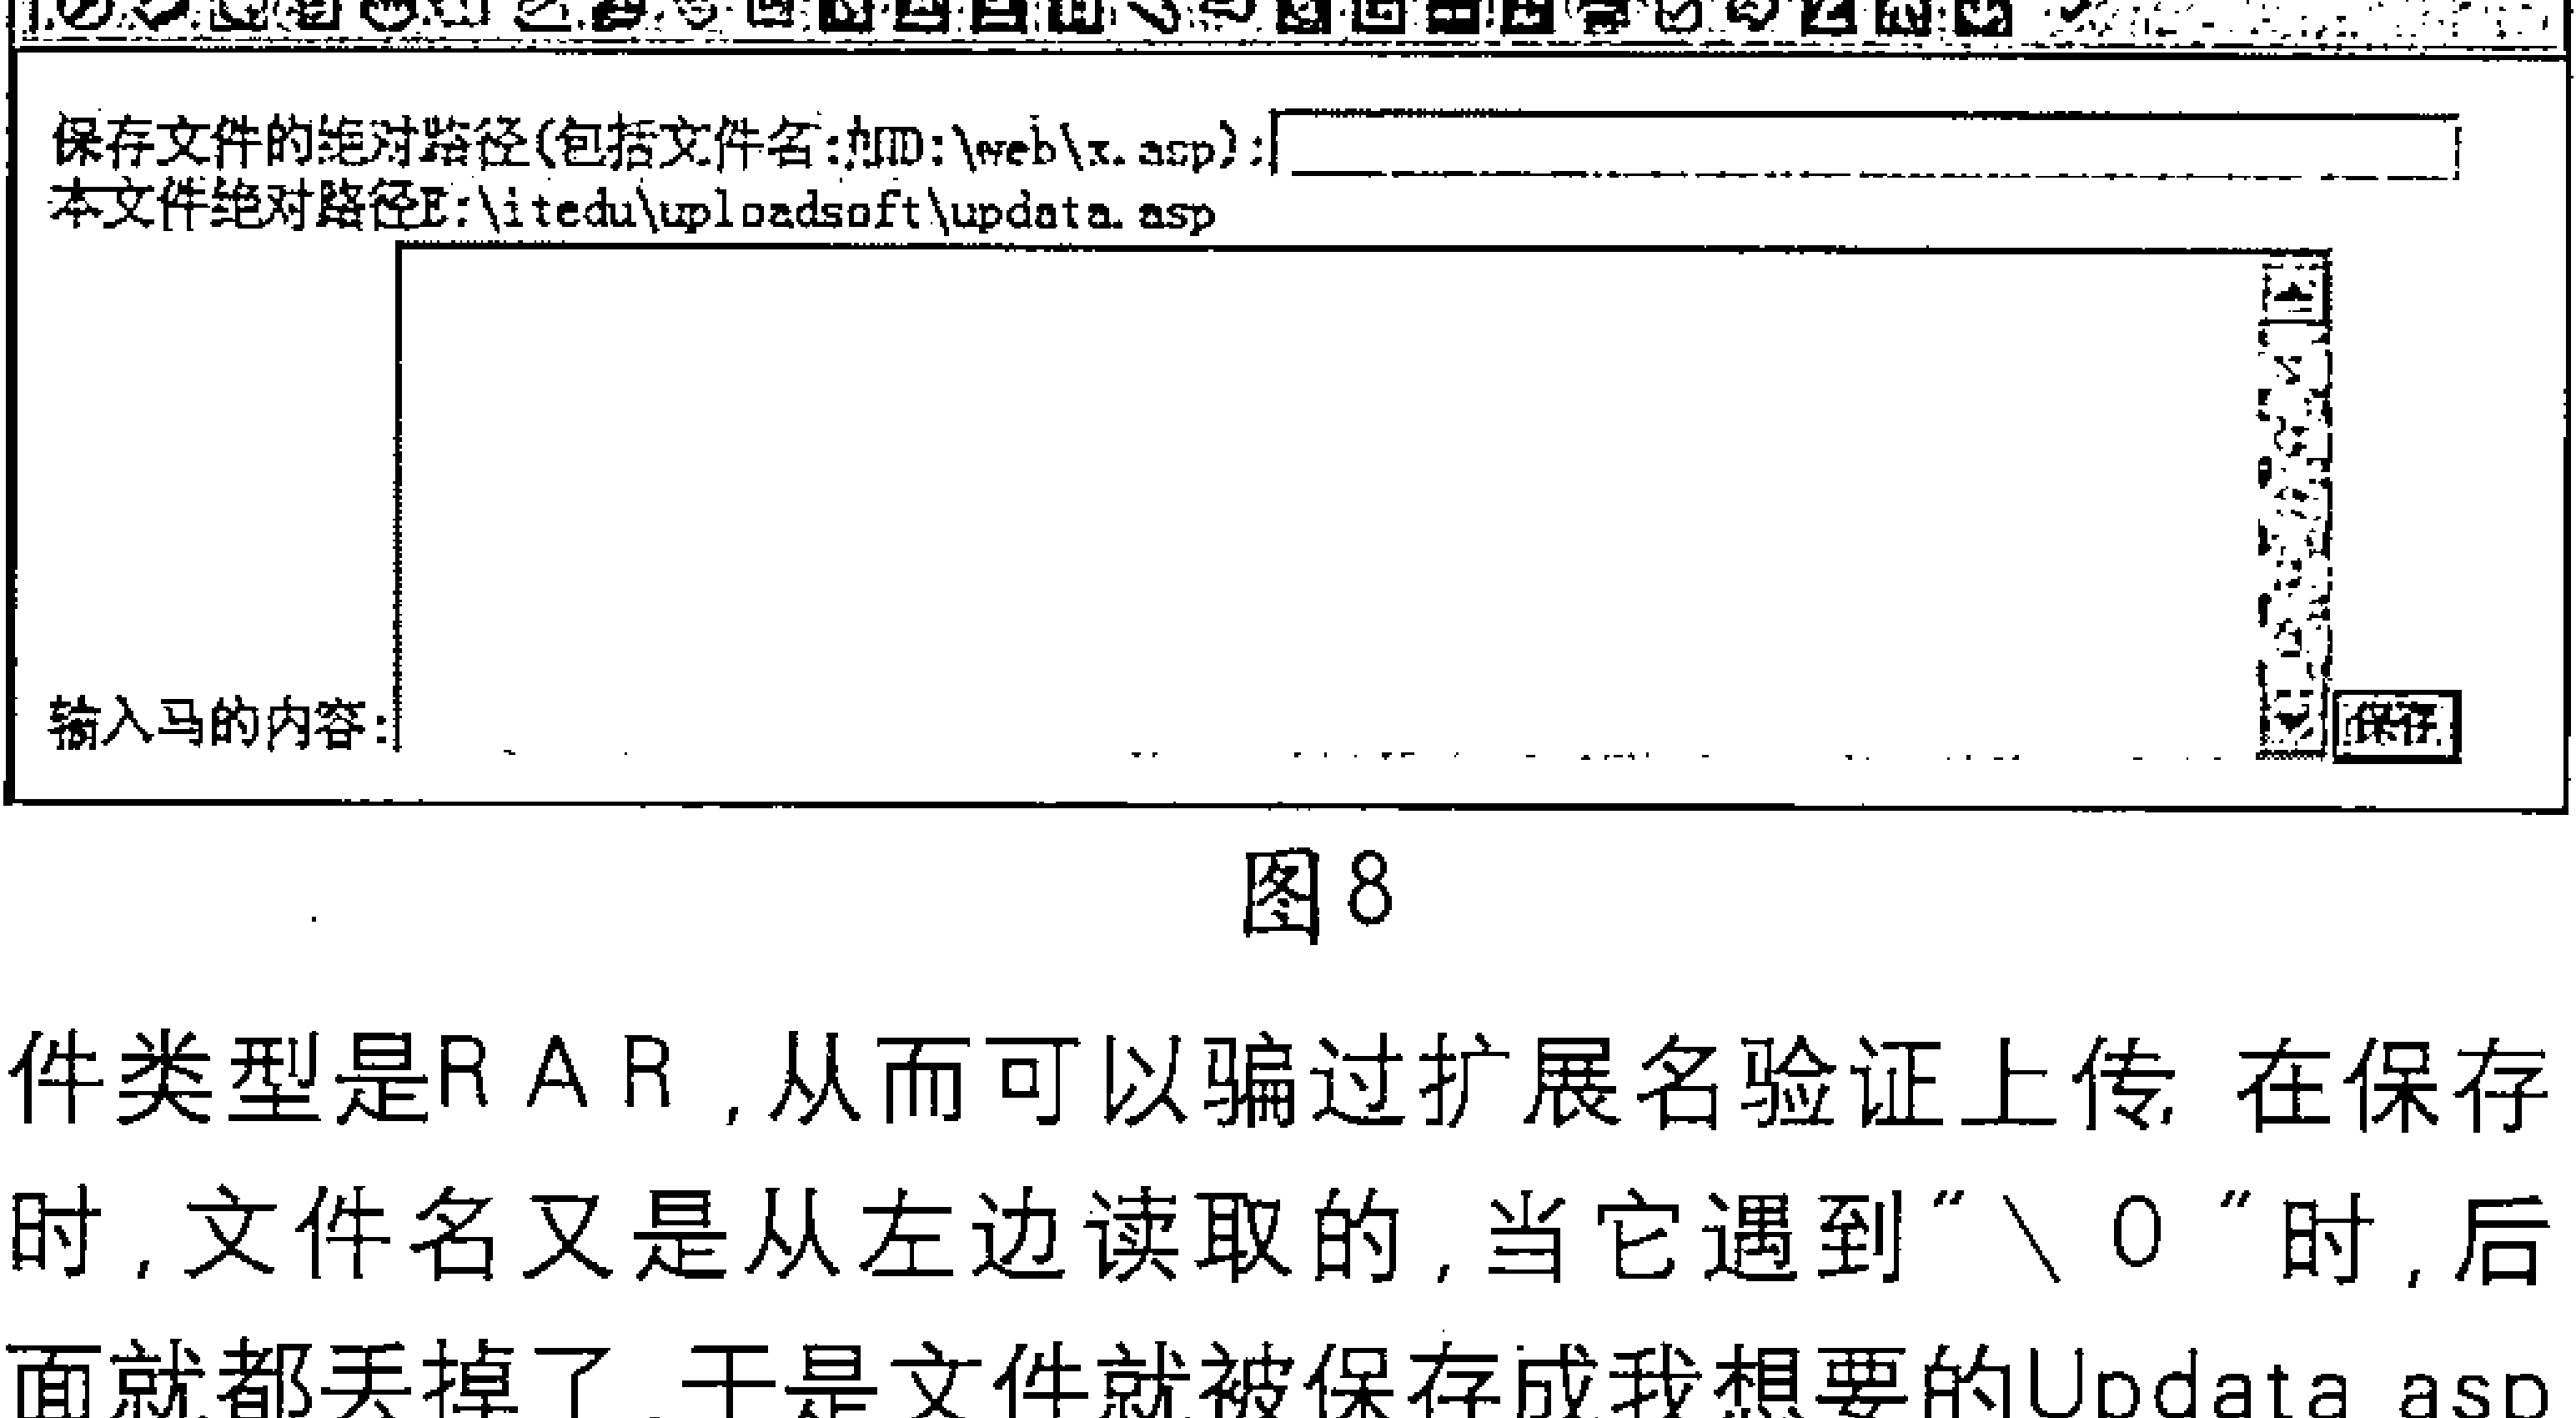 保存文件的绝对路径(包括文件名:如D:\web\x.asp):
本文件绝对路径E:\itedu\uploadsoft\updata.asp
输入马的内容:
保存
图8
件类型是RAR,从而可以骗过扩展名验证上传,在保存
时,文件名又是从左边读取的,当它遇到“\0”时,后
面就都丢掉了,于是文件就被保存成我想要的Updata.asp